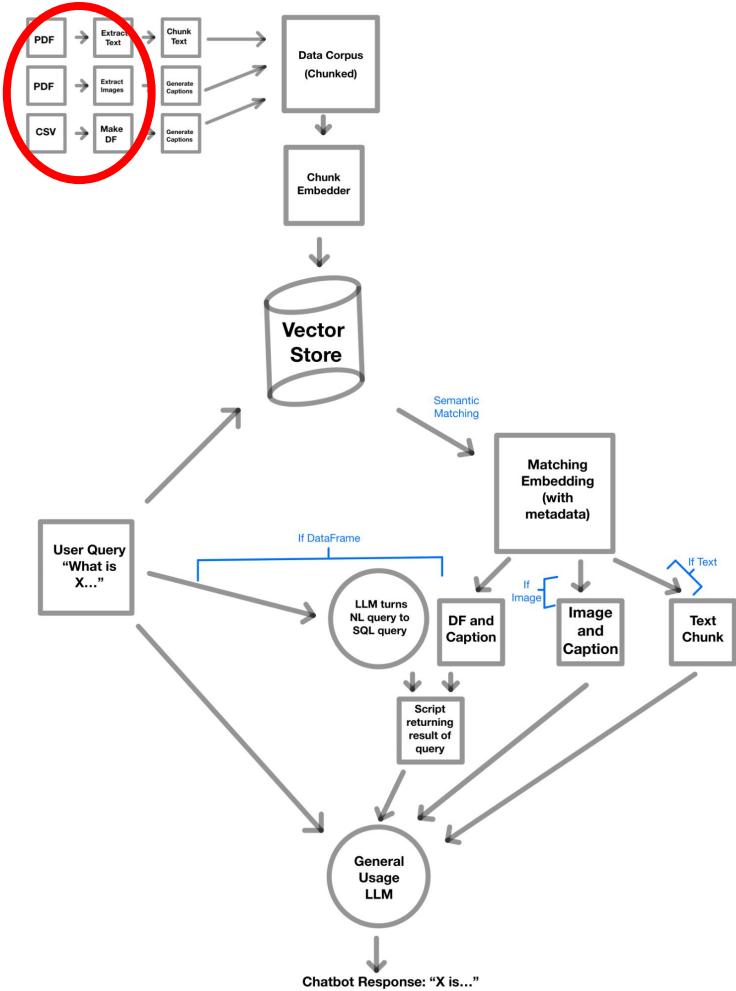 PDF
Extract
Text
Chunk
Text
PDF
Extract
Images
Generate
Captions
CSV
Make
DF
Generate
Captions
Data Corpus
(Chunked)
Chunk
Embedder
Vector
Store
Semantic
Matching
Matching
Embedding
(with
metadata)
User Query
“What is
X...”
If DataFrame
LLM turns
NL query to
SQL query
DF and
Caption
If
Image
Image
and
Caption
If Text
Text
Chunk
Script
returning
result of
query
General
Usage
LLM
Chatbot Response: “X is...”